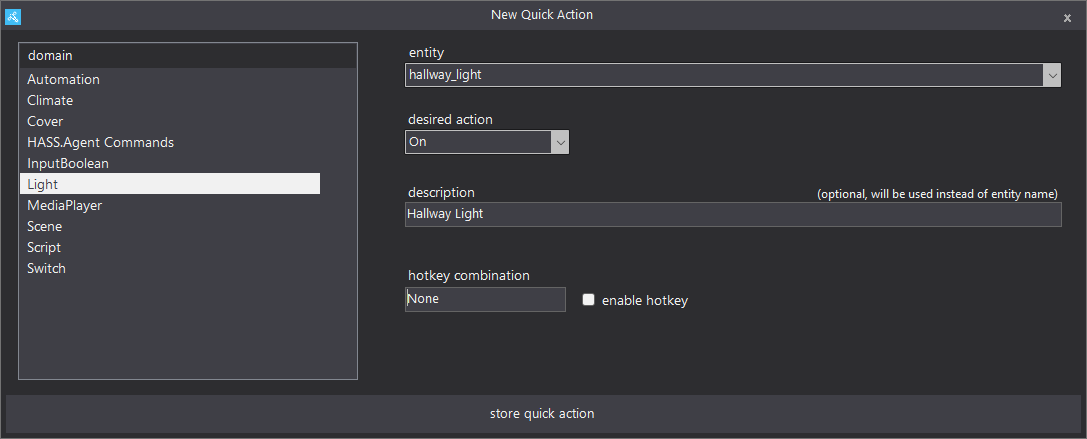 New Quick Action
x
domain
Automation
Climate
Cover
HASS.Agent Commands
InputBoolean
Light
MediaPlayer
Scene
Script
Switch
entity
hallway_light
desired action
On
description (optional, will be used instead of entity name)
Hallway Light
hotkey combination
None enable hotkey
store quick action